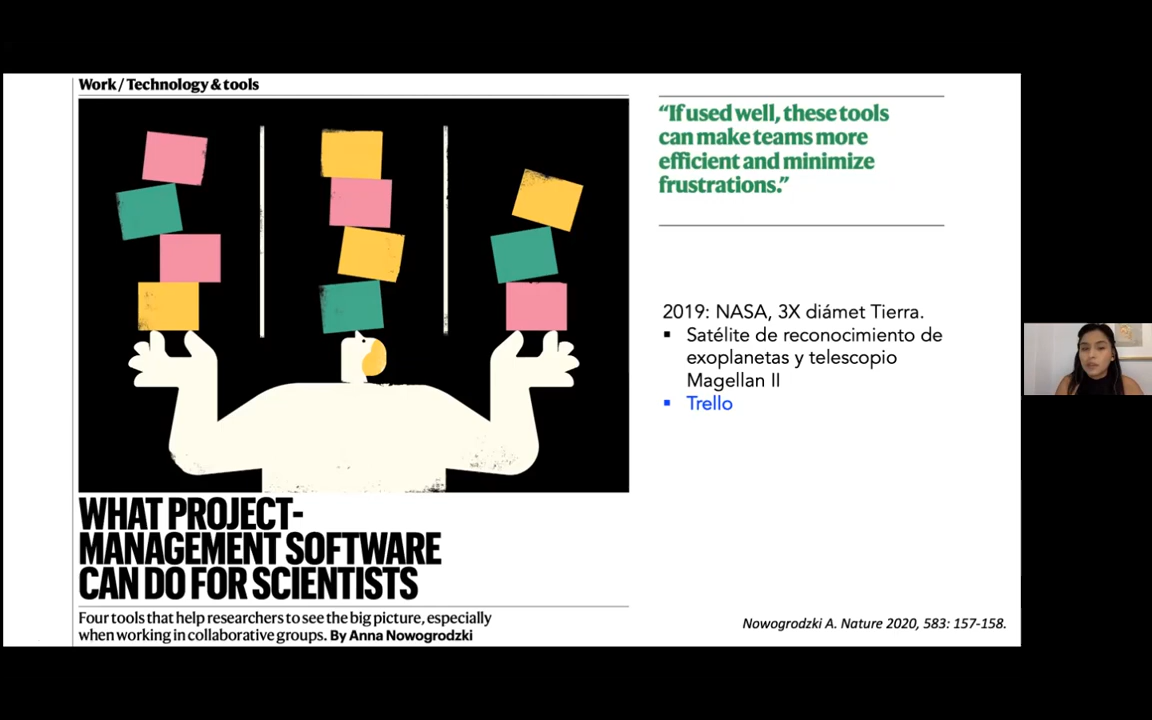 Work / Technology & tools
WHAT PROJECT-
MANAGEMENT SOFTWARE
CAN DO FOR SCIENTISTS
Four tools that help researchers to see the big picture, especially
when working in collaborative groups. By Anna Nowogrodzki
“If used well, these tools
can make teams more
efficient and minimize
frustrations.”
2019: NASA, 3X diámet Tierra.
▪ Satélite de reconocimiento de
exoplanetas y telescopio
Magellan II
▪ Trello
Nowogrodzki A. Nature 2020, 583: 157-158.